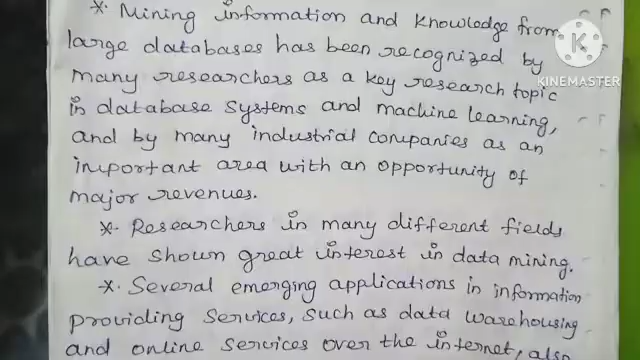 * Mining information and knowledge from
large databases has been recognized by
many researchers as a key research topic
in database systems and machine learning,
and by many industrial companies as an
important area with an opportunity of
major revenues.
* Researchers in many different fields
have shown great interest in data mining.
* Several emerging applications in information
providing services, such as data warehousing
and online services over the internet, also
KINEMASTER